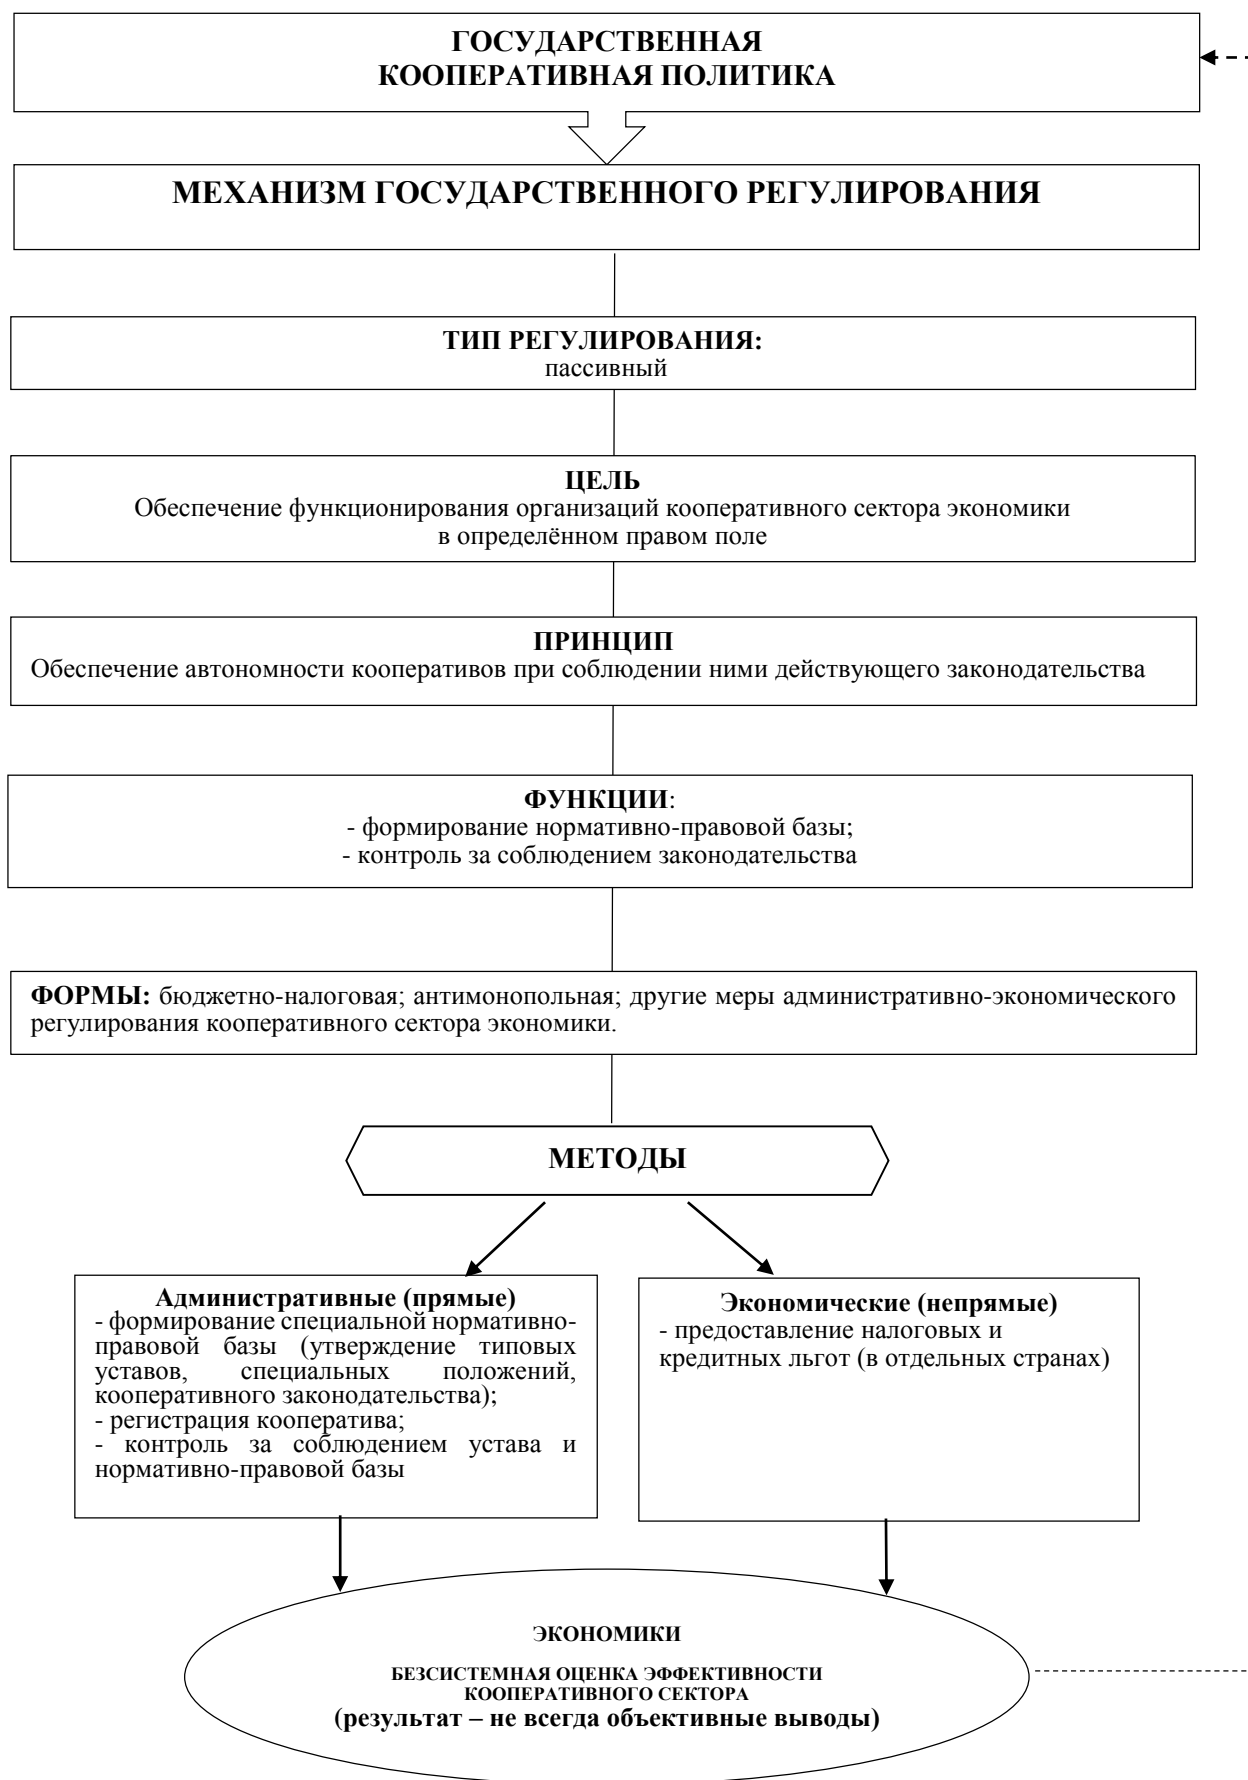 ГОСУДАРСТВЕННАЯ
КООПЕРАТИВНАЯ ПОЛИТИКА
МЕХАНИЗМ ГОСУДАРСТВЕННОГО РЕГУЛИРОВАНИЯ
ТИП РЕГУЛИРОВАНИЯ:
пассивный
ЦЕЛЬ
Обеспечение функционирования организаций кооперативного сектора экономики
в определённом правом поле
ПРИНЦИП
Обеспечение автономности кооперативов при соблюдении ними действующего законодательства
ФУНКЦИИ:
- формирование нормативно-правовой базы;
- контроль за соблюдением законодательства
ФОРМЫ: бюджетно-налоговая; антимонопольная; другие меры административно-экономического
регулирования кооперативного сектора экономики.
МЕТОДЫ
Административные (прямые)
- формирование специальной нормативно-
правовой базы (утверждение типовых
уставов, специальных положений,
кооперативного законодательства);
- регистрация кооператива;
- контроль за соблюдением устава и
нормативно-правовой базы
Экономические (непрямые)
- предоставление налоговых и
кредитных льгот (в отдельных странах)
ЭКОНОМИКИ
БЕЗСИСТЕМНАЯ ОЦЕНКА ЭФФЕКТИВНОСТИ
КООПЕРАТИВНОГО СЕКТОРА
(результат – не всегда объективные выводы)